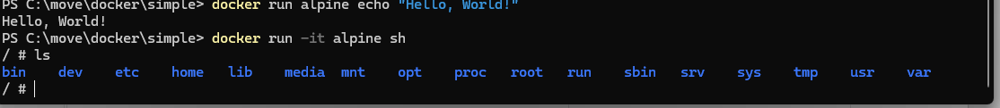 PS C:\move\docker\simple> docker run alpine echo "Hello, World!"
Hello, World!
PS C:\move\docker\simple> docker run -it alpine sh
/ # ls
bin    dev    etc    home   lib    media  mnt    opt    proc   root   run    sbin   srv    sys    tmp    usr    var
/ #